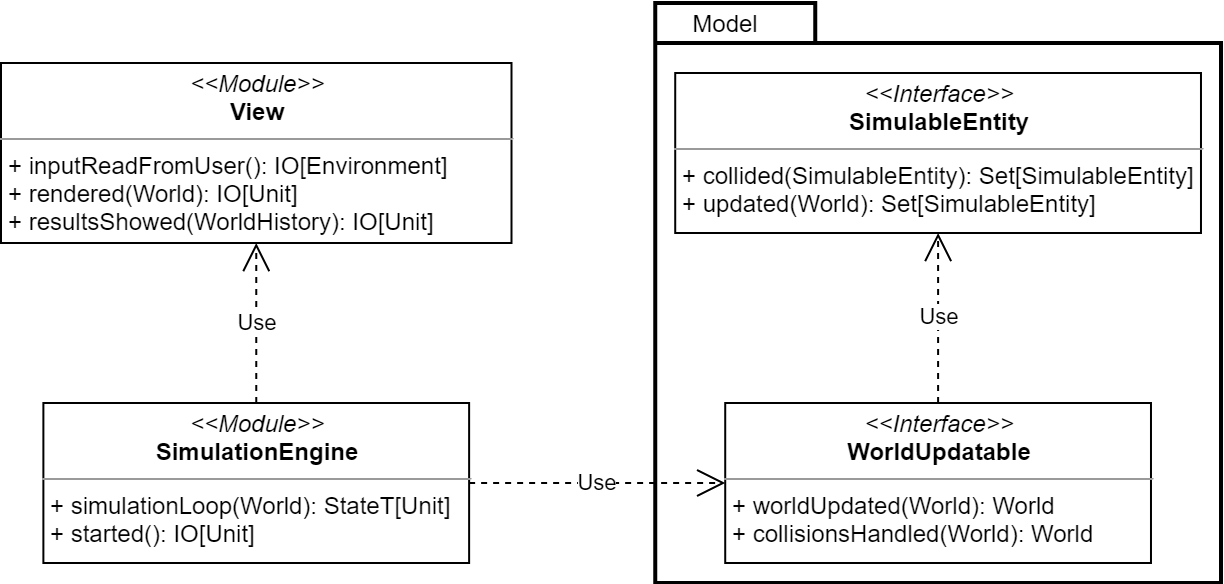 Model
<<Module>>
View
+ inputReadFromUser(): IO[Environment]
+ rendered(World): IO[Unit]
+ resultsShowed(WorldHistory): IO[Unit]
<<Interface>>
SimulableEntity
+ collided(SimulableEntity): Set[SimulableEntity]
+ updated(World): Set[SimulableEntity]
Use
Use
<<Module>>
SimulationEngine
+ simulationLoop(World): StateT[Unit]
+ started(): IO[Unit]
Use
<<Interface>>
WorldUpdatable
+ worldUpdated(World): World
+ collisionsHandled(World): World